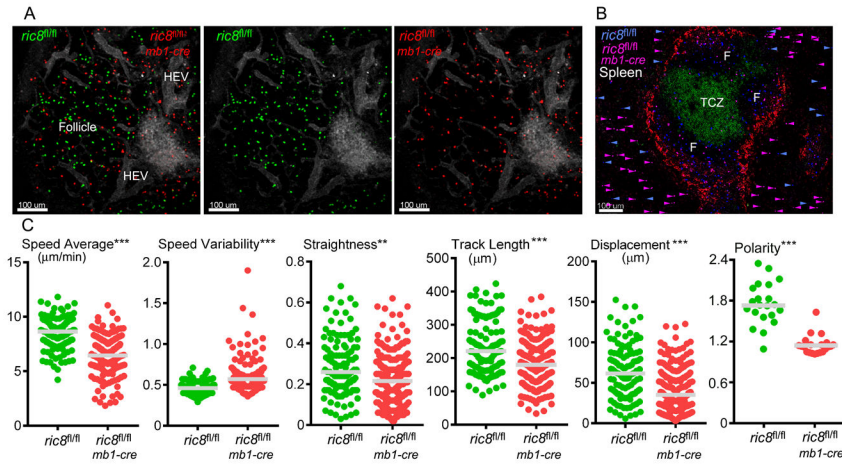 A
ric8fl/fl
ric8fl/fl
mb1-cre
HEV
Follicle
HEV
100 um
ric8fl/fl
100 um
ric8fl/fl
mb1-cre
100 um
B
ric8fl/fl
ric8fl/fl
mb1-cre
Spleen
F
TCZ
F
F
100 um
C
Speed Average***
(µm/min)
15
10
5
0
ric8fl/fl
ric8fl/fl
mb1-cre
Speed Variability***
2.0
1.5
1.0
0.5
0.0
ric8fl/fl
ric8fl/fl
mb1-cre
Straightness**
0.8
0.6
0.4
0.2
0.0
ric8fl/fl
ric8fl/fl
mb1-cre
Track Length***
(µm)
500
400
300
200
100
0
ric8fl/fl
ric8fl/fl
mb1-cre
Displacement***
(µm)
200
150
100
50
0
ric8fl/fl
ric8fl/fl
mb1-cre
Polarity***
2.4
1.8
1.2
0.6
ric8fl/fl
ric8fl/fl
mb1-cre